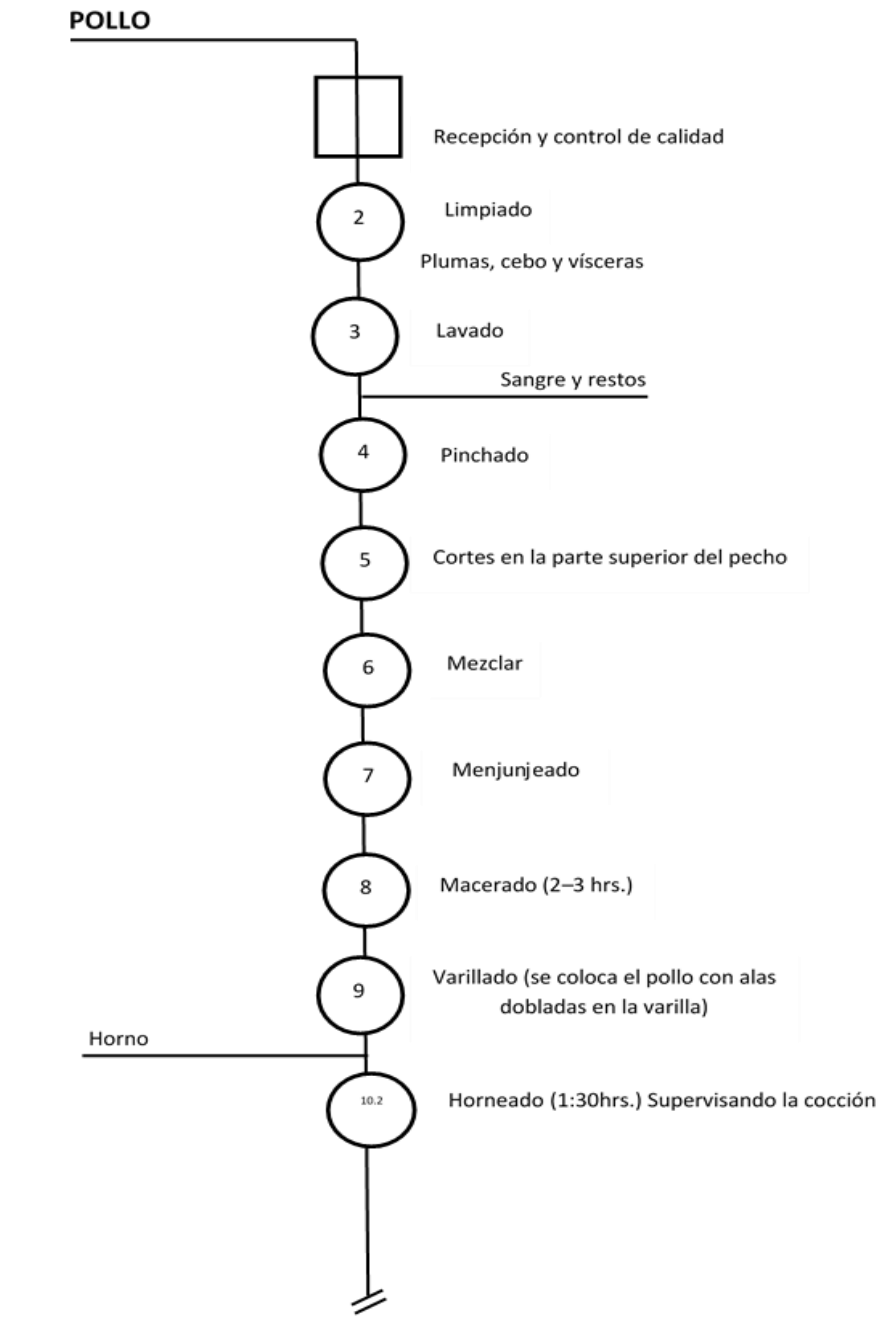 POLLO
Recepción y control de calidad
2
Limpiado
Plumas, cebo y vísceras
3
Lavado
Sangre y restos
4
Pinchado
5
Cortes en la parte superior del pecho
6
Mezclar
7
Menjunjeado
8
Macerado (2–3 hrs.)
9
Varillado (se coloca el pollo con alas
dobladas en la varilla)
Horno
10.2
Horneado (1:30hrs.) Supervisando la cocción